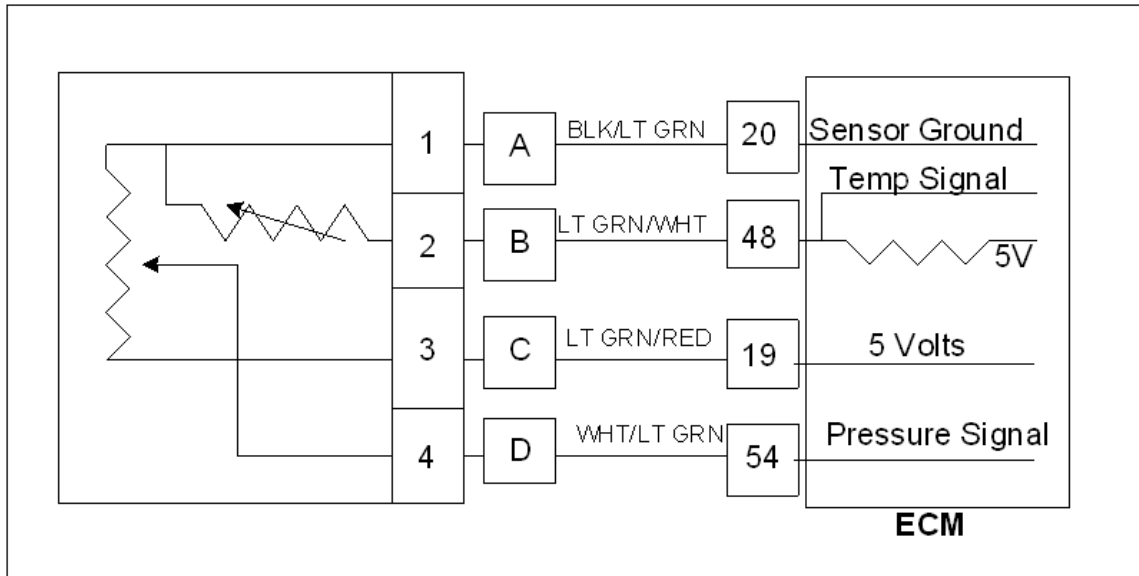 1 A BLK/LT GRN 20 Sensor Ground
Temp Signal
2 B LT GRN/WHT 48
5V
3 C LT GRN/RED 19 5 Volts
4 D WHT/LT GRN 54 Pressure Signal
ECM